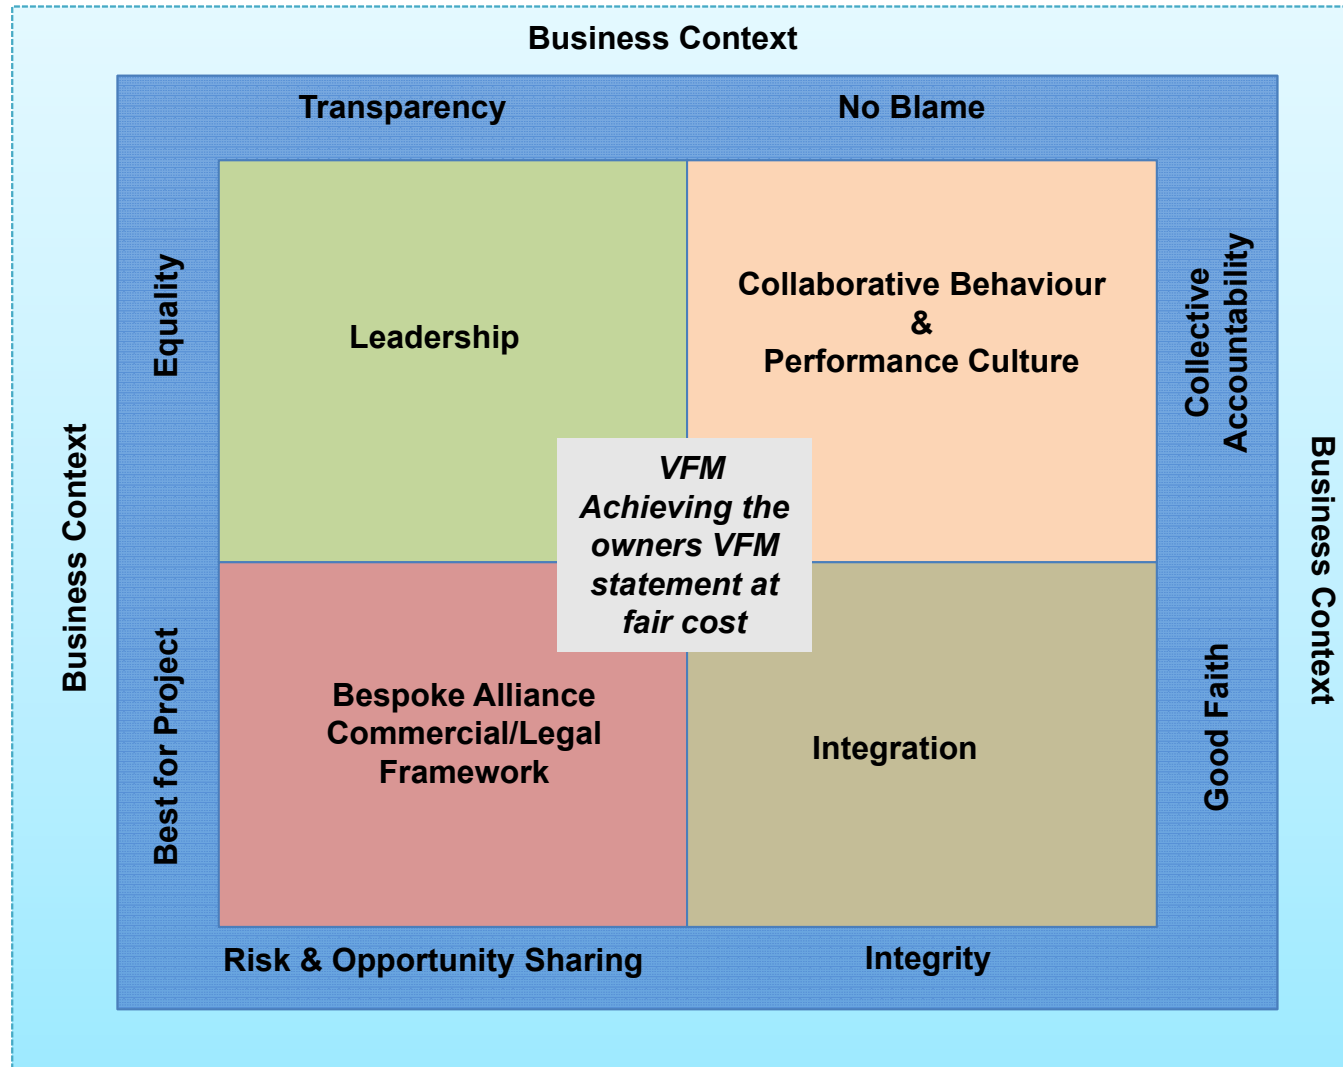 Business Context
Transparency
No Blame
Equality
Leadership
Collaborative Behaviour
&
Performance Culture
Collective
Accountability
Business Context
VFM
Achieving the
owners VFM
statement at
fair cost
Business Context
Best for Project
Bespoke Alliance
Commercial/Legal
Framework
Integration
Good Faith
Risk & Opportunity Sharing
Integrity